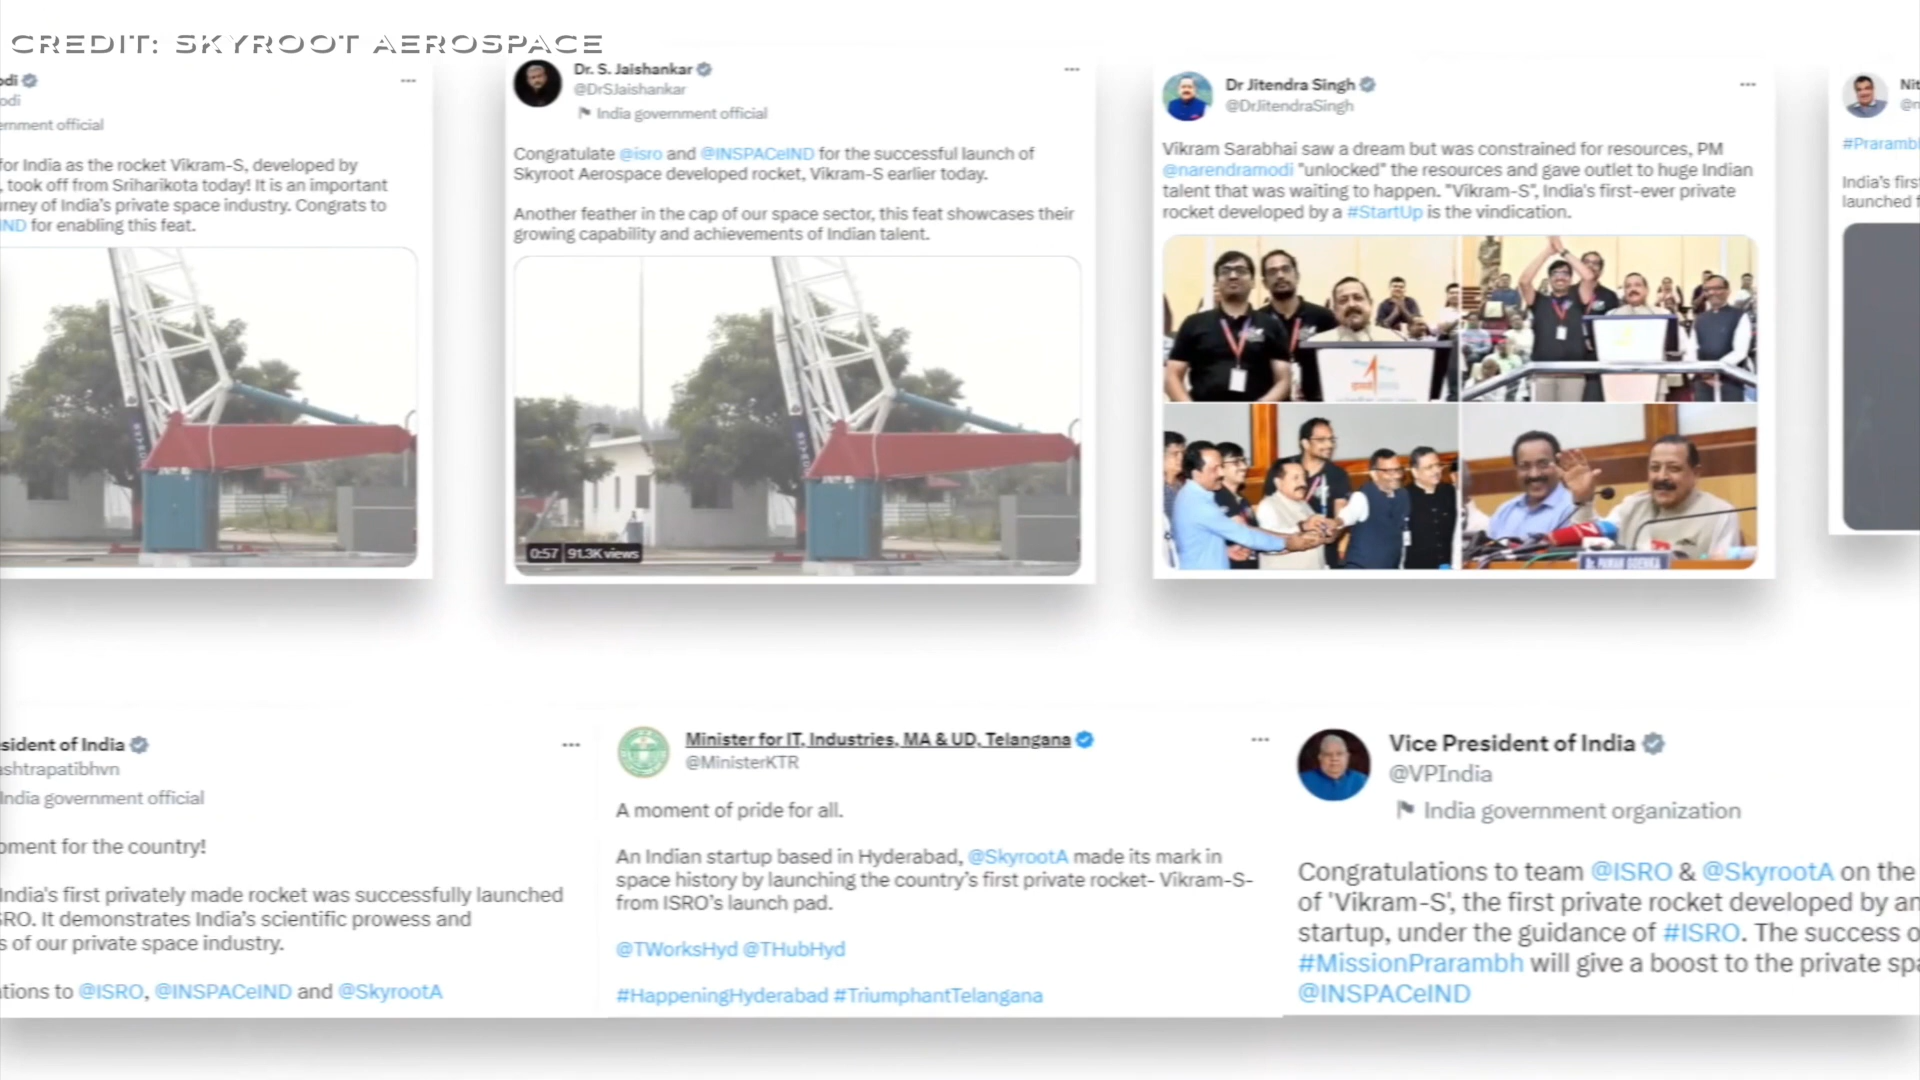 CREDIT: SKYROOT AEROSPACE
odi
odi
ernment official
for India as the rocket Vikram-S, developed by
, took off from Sriharikota today! It is an important
rney of India's private space industry. Congrats to
IND for enabling this feat.
Dr. S. Jaishankar
@DrSJaishankar
India government official
Congratulate @isro and @INSPACeIND for the successful launch of
Skyroot Aerospace developed rocket, Vikram-S earlier today.
Another feather in the cap of our space sector, this feat showcases their
growing capability and achievements of Indian talent.
0:57 91.3K views
Dr Jitendra Singh
@DrJitendraSingh
Vikram Sarabhai saw a dream but was constrained for resources, PM
@narendramodi "unlocked" the resources and gave outlet to huge Indian
talent that was waiting to happen. "Vikram-S", India's first-ever private
rocket developed by a #StartUp is the vindication.
Dr. PAWAN GOENKA
Nit
@n
#Prarambh
India's firs
launched f
sident of India
ashtrapatibhvn
India government official
oment for the country!
India's first privately made rocket was successfully launched
SRO. It demonstrates India's scientific prowess and
s of our private space industry.
tions to @ISRO, @INSPACeIND and @SkyrootA
Minister for IT, Industries, MA & UD, Telangana
@MinisterKTR
A moment of pride for all.
An Indian startup based in Hyderabad, @SkyrootA made its mark in
space history by launching the country's first private rocket- Vikram-S-
from ISRO's launch pad.
@TWorksHyd @THubHyd
#HappeningHyderabad #TriumphantTelangana
Vice President of India
@VPIndia
India government organization
Congratulations to team @ISRO & @SkyrootA on the
of 'Vikram-S', the first private rocket developed by an
startup, under the guidance of #ISRO. The success o
#MissionPrarambh will give a boost to the private spa
@INSPACeIND